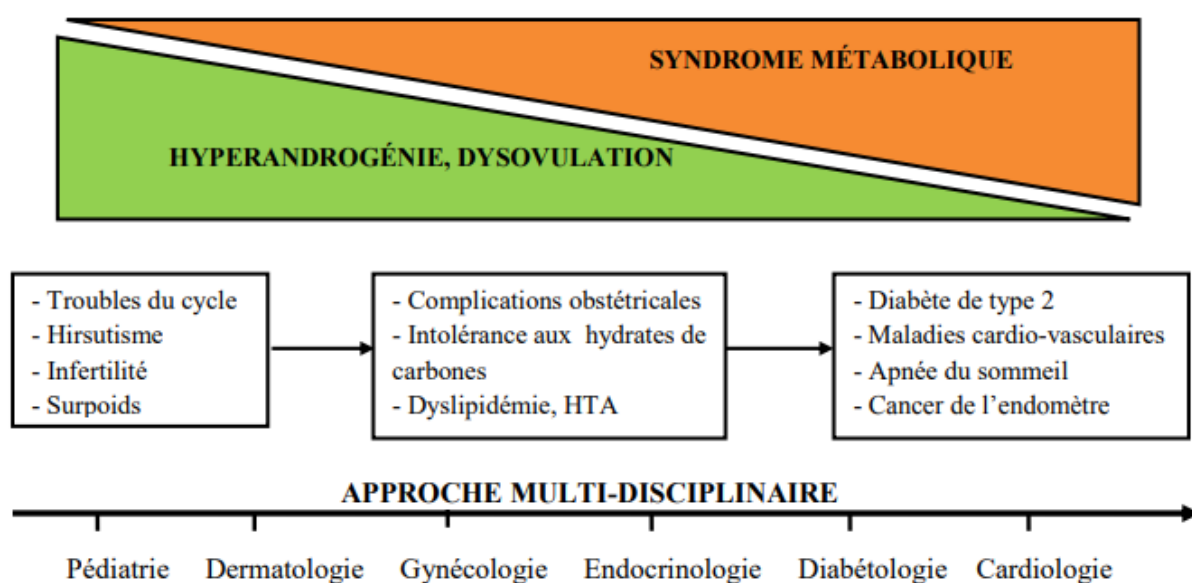 SYNDROME MÉTABOLIQUE
HYPERANDROGÉNIE, DYSOVULATION
- Troubles du cycle
- Hirsutisme
- Infertilité
- Surpoids
- Complications obstétricales
- Intolérance aux hydrates de
carbones
- Dyslipidémie, HTA
- Diabète de type 2
- Maladies cardio-vasculaires
- Apnée du sommeil
- Cancer de l’endomètre
APPROCHE MULTI-DISCIPLINAIRE
Pédiatrie Dermatologie Gynécologie Endocrinologie Diabétologie Cardiologie